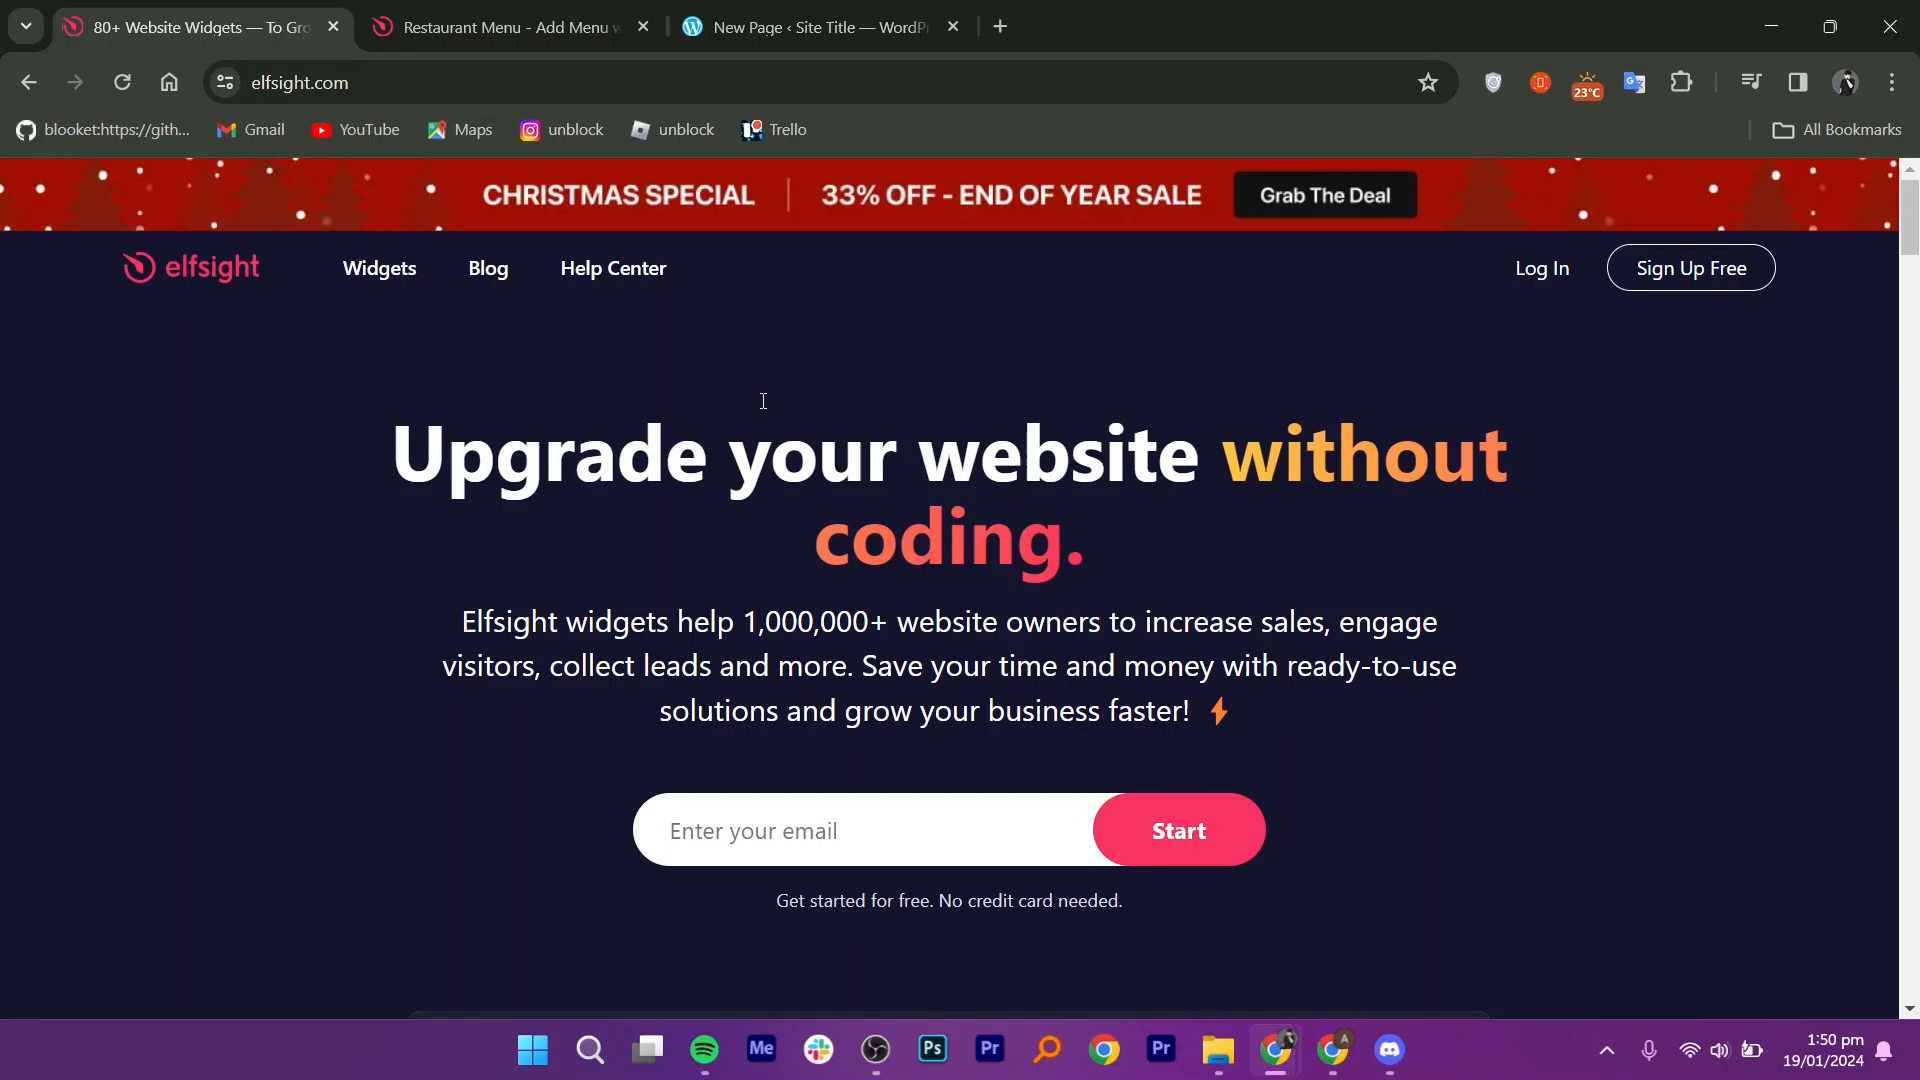 80+ Website Widgets — To Gro
Restaurant Menu - Add Menu w
New Page ‹ Site Title — WordPr
elfsight.com
23°C
blooket:https://gith...
Gmail
YouTube
Maps
unblock
unblock
Trello
All Bookmarks
CHRISTMAS SPECIAL
33% OFF - END OF YEAR SALE
Grab The Deal
elfsight
Widgets
Blog
Help Center
Log In
Sign Up Free
Upgrade your website without
coding.
Elfsight widgets help 1,000,000+ website owners to increase sales, engage
visitors, collect leads and more. Save your time and money with ready-to-use
solutions and grow your business faster!
Enter your email
Start
Get started for free. No credit card needed.
Me
Ps
Pr
Pr
A
1:50 pm
19/01/2024